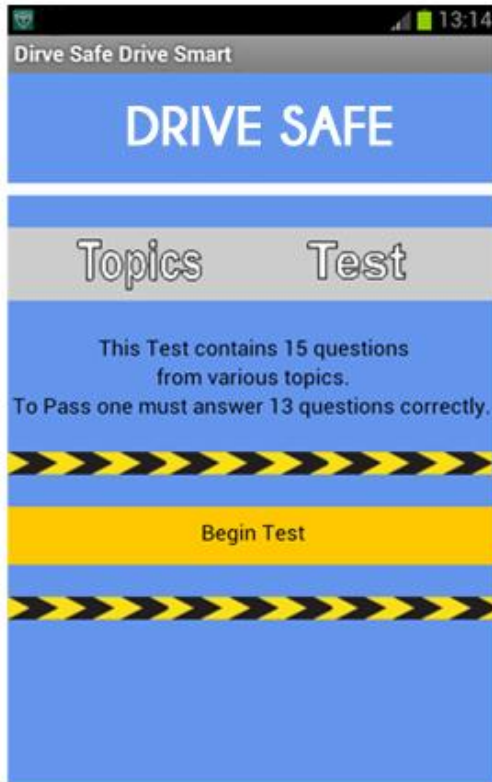 13:14
Dirve Safe Drive Smart
DRIVE SAFE
Topics Test
This Test contains 15 questions
from various topics.
To Pass one must answer 13 questions correctly.
Begin Test